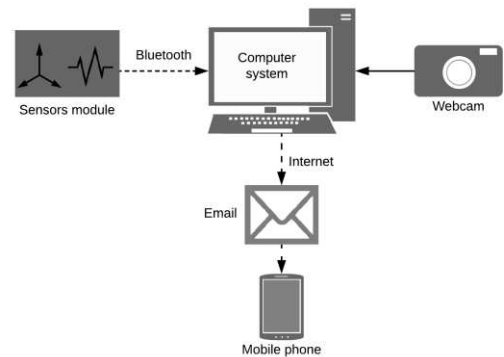 Bluetooth
Computer
system
Sensors module
Webcam
Internet
Email
Mobile phone